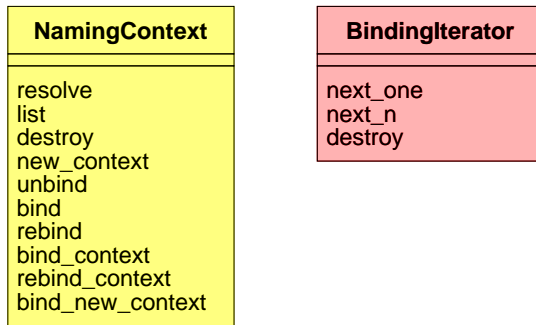 NamingContext
resolve
list
destroy
new_context
unbind
bind
rebind
bind_context
rebind_context
bind_new_context
BindingIterator
next_one
next_n
destroy